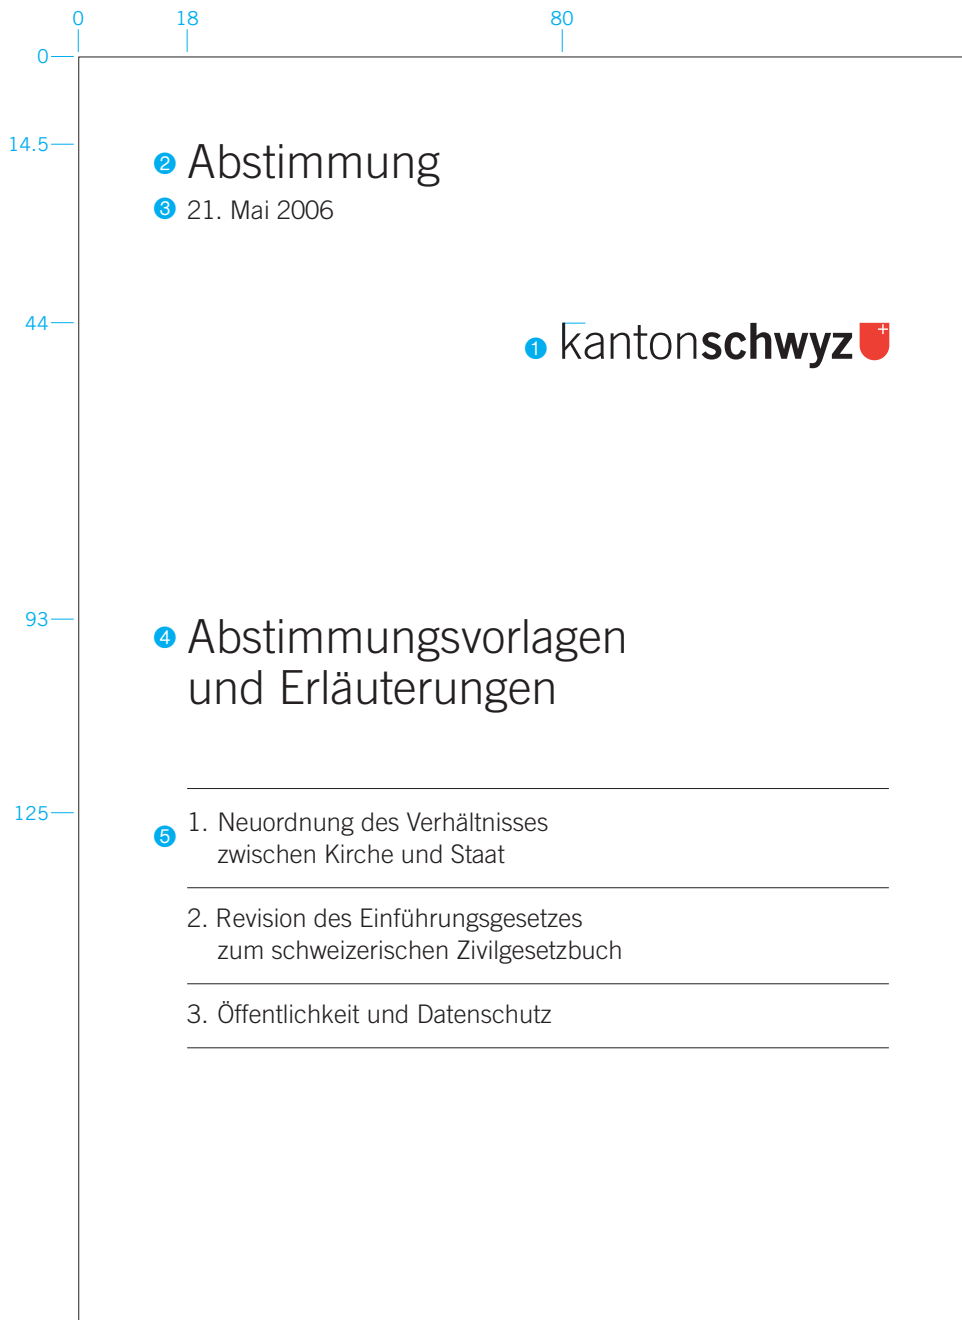 0 18 80
0
14.5
2 Abstimmung
3 21. Mai 2006
44
1 kantonschwyz
93
4 Abstimmungsvorlagen
und Erläuterungen
125
5 1. Neuordnung des Verhältnisses
zwischen Kirche und Staat
2. Revision des Einführungsgesetzes
zum schweizerischen Zivilgesetzbuch
3. Öffentlichkeit und Datenschutz